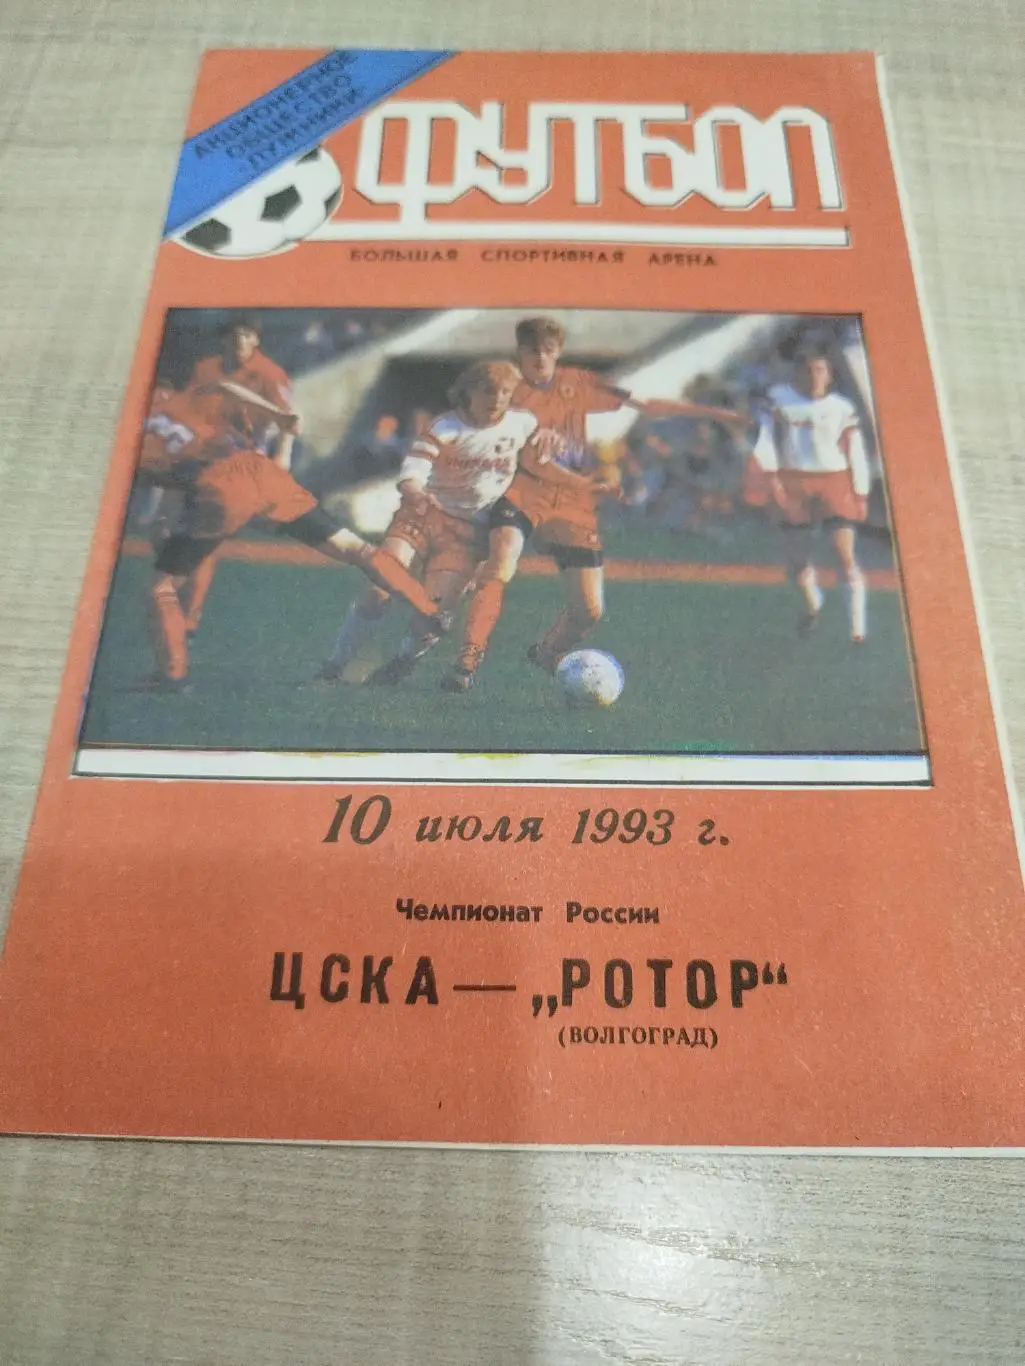 АКЦИОНЕРНОЕ
ОБЩЕСТВО
„ЛУЖНИКИ“
ФУТБОЛ
БОЛЬШАЯ СПОРТИВНАЯ АРЕНА
10 июля 1993 г.
Чемпионат России
ЦСКА — „РОТОР“
(ВОЛГОГРАД)